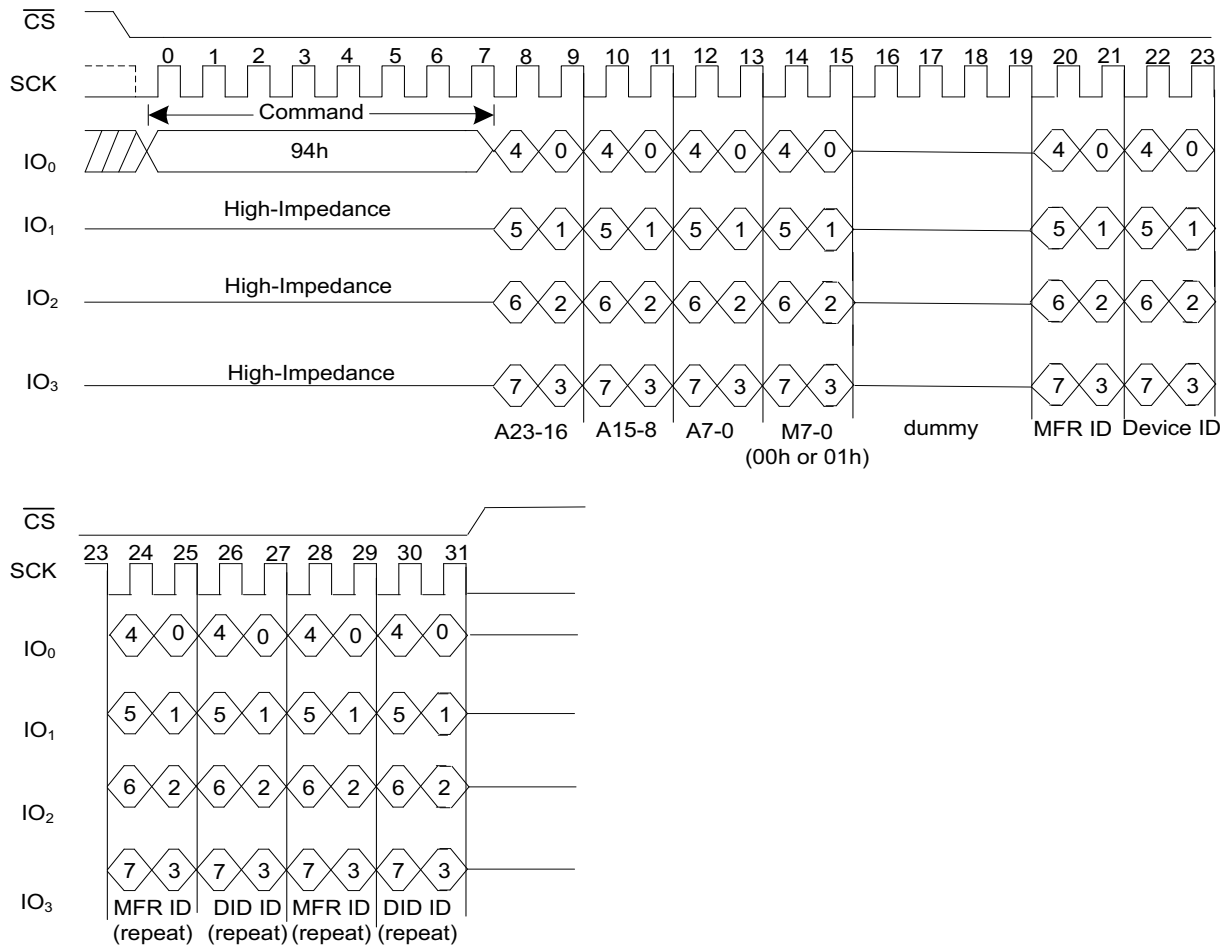 CS
0 1 2 3 4 5 6 7 8 9 10 11 12 13 14 15 16 17 18 19 20 21 22 23
SCK
Command
IO0 94h 4 0 4 0 4 0 4 0 4 0 4 0
High-Impedance
IO1 5 1 5 1 5 1 5 1 5 1 5 1
High-Impedance
IO2 6 2 6 2 6 2 6 2 6 2 6 2
High-Impedance
IO3 7 3 7 3 7 3 7 3 7 3 7 3
A23-16 A15-8 A7-0 M7-0 dummy MFR ID Device ID
(00h or 01h)
CS
23 24 25 26 27 28 29 30 31
SCK
4 0 4 0 4 0 4 0
IO0
5 1 5 1 5 1 5 1
IO1
6 2 6 2 6 2 6 2
IO2
7 3 7 3 7 3 7 3
IO3
MFR ID DID ID MFR ID DID ID
(repeat) (repeat) (repeat) (repeat)